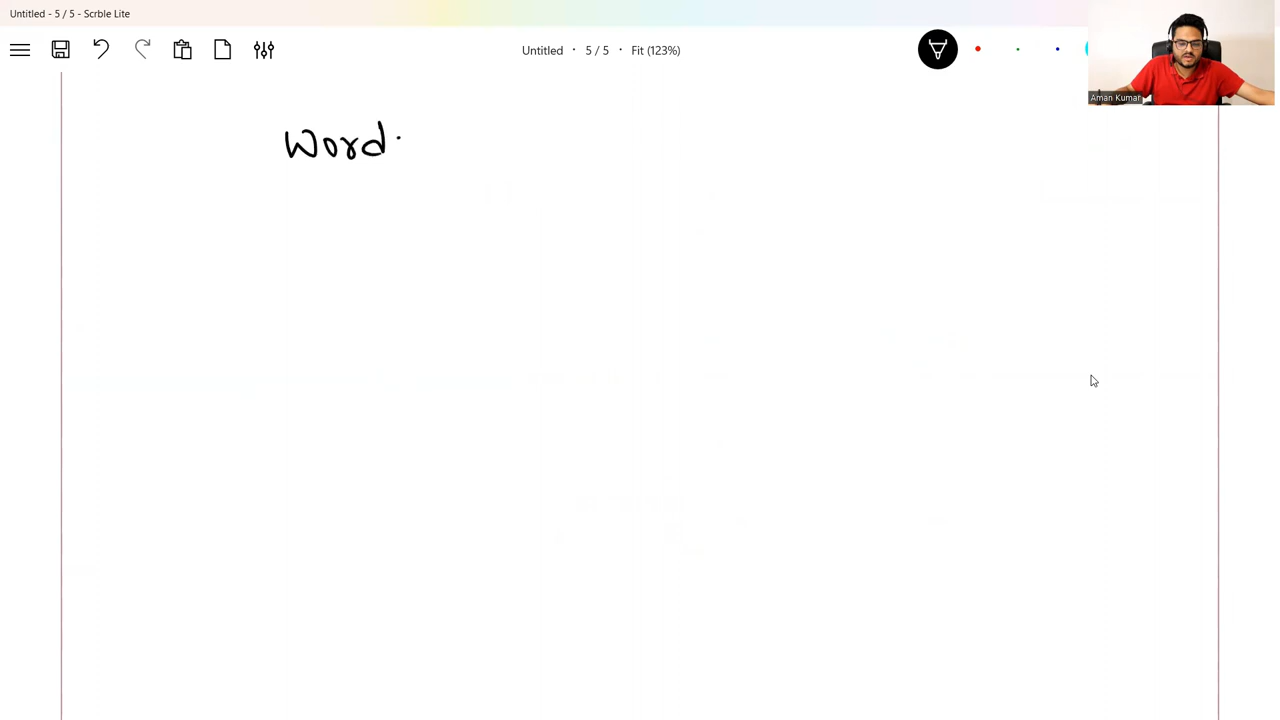 Untitled - 5 / 5 - Scrble Lite
Untitled · 5 / 5 · Fit (123%)
Aman Kumar
Word